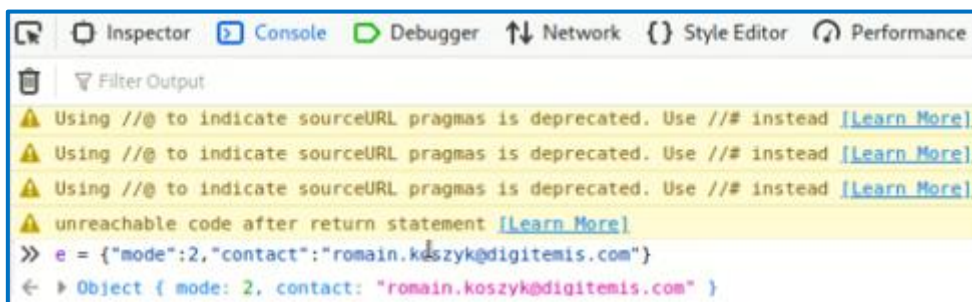 Inspector Console Debugger Network {} Style Editor Performance
Filter Output
Using //@ to indicate sourceURL pragmas is deprecated. Use //# instead [Learn More]
Using //@ to indicate sourceURL pragmas is deprecated. Use //# instead [Learn More]
Using //@ to indicate sourceURL pragmas is deprecated. Use //# instead [Learn More]
unreachable code after return statement [Learn More]
>> e = {"mode":2,"contact":"romain.koszyk@digitemis.com"}
← ▶ Object { mode: 2, contact: "romain.koszyk@digitemis.com" }